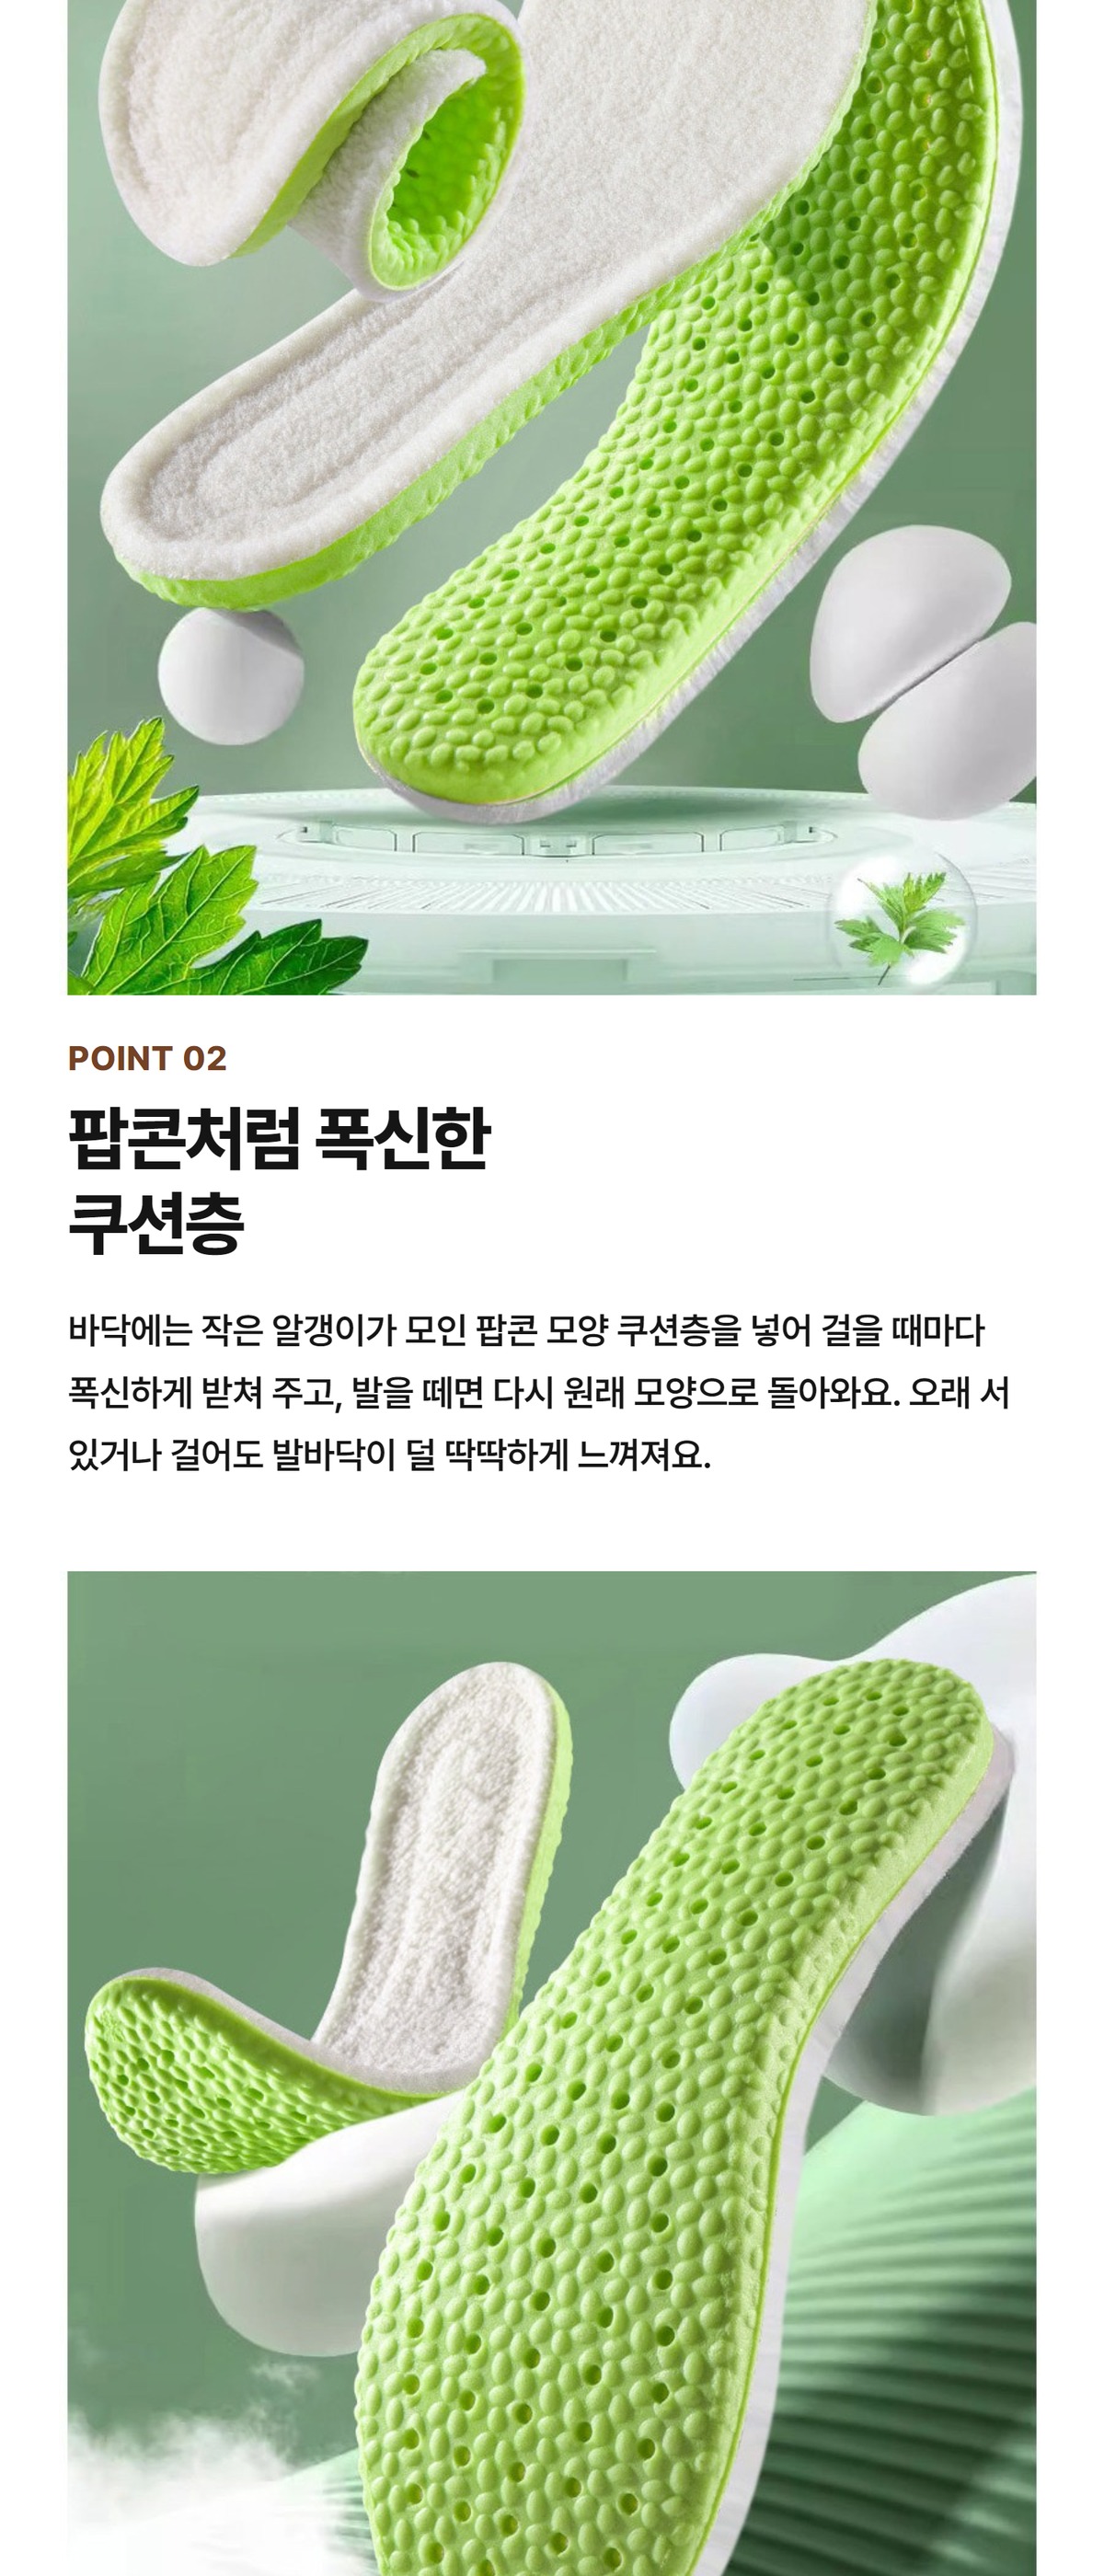 POINT 02
팝콘처럼 폭신한
쿠션층
바닥에는 작은 알갱이가 모인 팝콘 모양 쿠션층을 넣어 걸을 때마다
폭신하게 받쳐 주고, 발을 떼면 다시 원래 모양으로 돌아와요. 오래 서
있거나 걸어도 발바닥이 덜 딱딱하게 느껴져요.